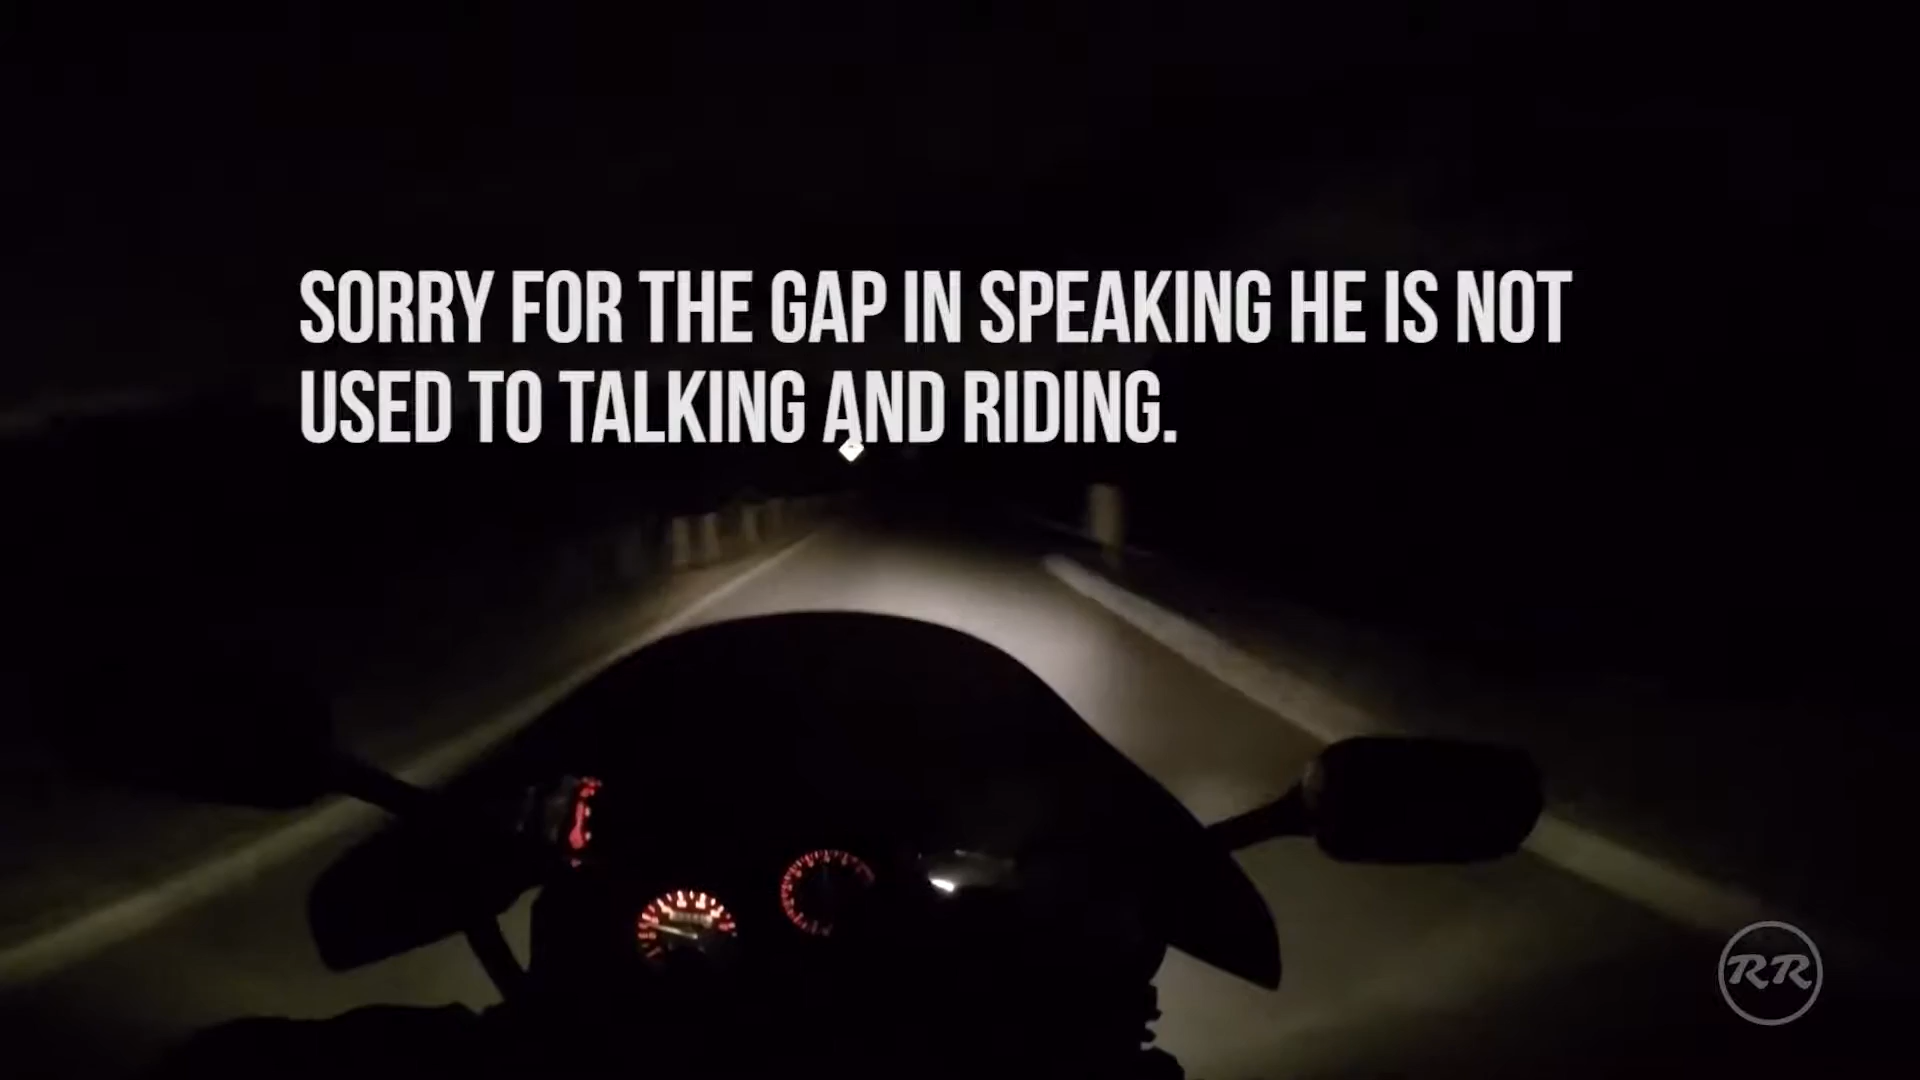 SORRY FOR THE GAP IN SPEAKING HE IS NOT
USED TO TALKING AND RIDING.
RR